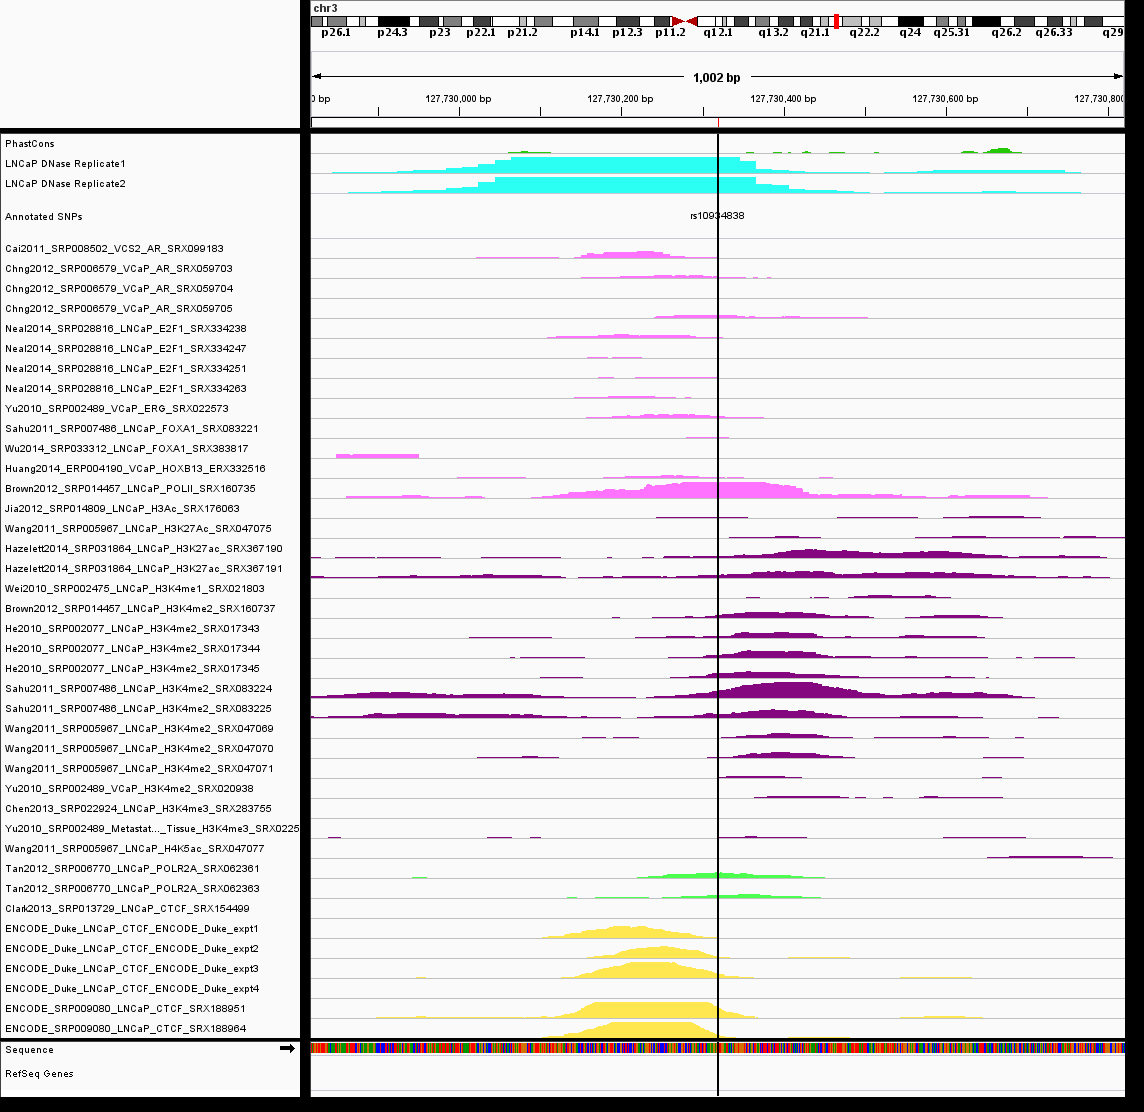 chr3
p26.1 p24.3 p23 p22.1 p21.2 p14.1 p12.3 p11.2 q12.1 q13.2 q21.1 q22.2 q24 q25.31 q26.2 q26.33 q29
1,002 bp
0 bp 127,730,000 bp 127,730,200 bp 127,730,400 bp 127,730,600 bp 127,730,800
PhastCons
LNCaP DNase Replicate1
LNCaP DNase Replicate2
Annotated SNPs rs10934838
Cai2011_SRP008502_VCS2_AR_SRX099183
Chng2012_SRP006579_VCaP_AR_SRX059703
Chng2012_SRP006579_VCaP_AR_SRX059704
Chng2012_SRP006579_VCaP_AR_SRX059705
Neal2014_SRP028816_LNCaP_E2F1_SRX334238
Neal2014_SRP028816_LNCaP_E2F1_SRX334247
Neal2014_SRP028816_LNCaP_E2F1_SRX334251
Neal2014_SRP028816_LNCaP_E2F1_SRX334263
Yu2010_SRP002489_VCaP_ERG_SRX022573
Sahu2011_SRP007486_LNCaP_FOXA1_SRX083221
Wu2014_SRP033312_LNCaP_FOXA1_SRX383817
Huang2014_ERP004190_VCaP_HOXB13_ERX332516
Brown2012_SRP014457_LNCaP_POLII_SRX160735
Jia2012_SRP014809_LNCaP_H3Ac_SRX176063
Wang2011_SRP005967_LNCaP_H3K27Ac_SRX047075
Hazelett2014_SRP031864_LNCaP_H3K27ac_SRX367190
Hazelett2014_SRP031864_LNCaP_H3K27ac_SRX367191
Wei2010_SRP002475_LNCaP_H3K4me1_SRX021803
Brown2012_SRP014457_LNCaP_H3K4me2_SRX160737
He2010_SRP002077_LNCaP_H3K4me2_SRX017343
He2010_SRP002077_LNCaP_H3K4me2_SRX017344
He2010_SRP002077_LNCaP_H3K4me2_SRX017345
Sahu2011_SRP007486_LNCaP_H3K4me2_SRX083224
Sahu2011_SRP007486_LNCaP_H3K4me2_SRX083225
Wang2011_SRP005967_LNCaP_H3K4me2_SRX047069
Wang2011_SRP005967_LNCaP_H3K4me2_SRX047070
Wang2011_SRP005967_LNCaP_H3K4me2_SRX047071
Yu2010_SRP002489_VCaP_H3K4me2_SRX020938
Chen2013_SRP022924_LNCaP_H3K4me3_SRX283755
Yu2010_SRP002489_Metastat..._Tissue_H3K4me3_SRX0225
Wang2011_SRP005967_LNCaP_H4K5ac_SRX047077
Tan2012_SRP006770_LNCaP_POLR2A_SRX062361
Tan2012_SRP006770_LNCaP_POLR2A_SRX062363
Clark2013_SRP013729_LNCaP_CTCF_SRX154499
ENCODE_Duke_LNCaP_CTCF_ENCODE_Duke_expt1
ENCODE_Duke_LNCaP_CTCF_ENCODE_Duke_expt2
ENCODE_Duke_LNCaP_CTCF_ENCODE_Duke_expt3
ENCODE_Duke_LNCaP_CTCF_ENCODE_Duke_expt4
ENCODE_SRP009080_LNCaP_CTCF_SRX188951
ENCODE_SRP009080_LNCaP_CTCF_SRX188964
Sequence
RefSeq Genes